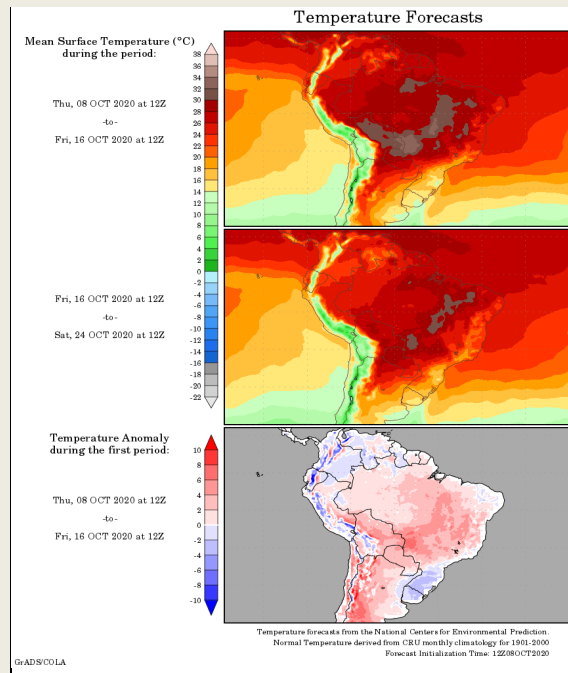 Temperature Forecasts
Mean Surface Temperature (°C)
during the period:
Thu, 08 OCT 2020 at 12Z
-to-
Fri, 16 OCT 2020 at 12Z
38
36
34
32
30
28
26
24
22
20
18
16
14
12
10
8
6
4
2
0
-2
-4
-6
-8
-10
-12
-14
-16
-18
-20
-22
Fri, 16 OCT 2020 at 12Z
-to-
Sat, 24 OCT 2020 at 12Z
Temperature Anomaly
during the first period:
Thu, 08 OCT 2020 at 12Z
-to-
Fri, 16 OCT 2020 at 12Z
10
8
6
4
2
0
-2
-4
-6
-8
-10
Temperature forecasts from the National Centers for Environmental Prediction.
Normal Temperature derived from CRU monthly climatology for 1901-2000
Forecast Initialization Time: 12Z08OCT2020
GrADS/COLA